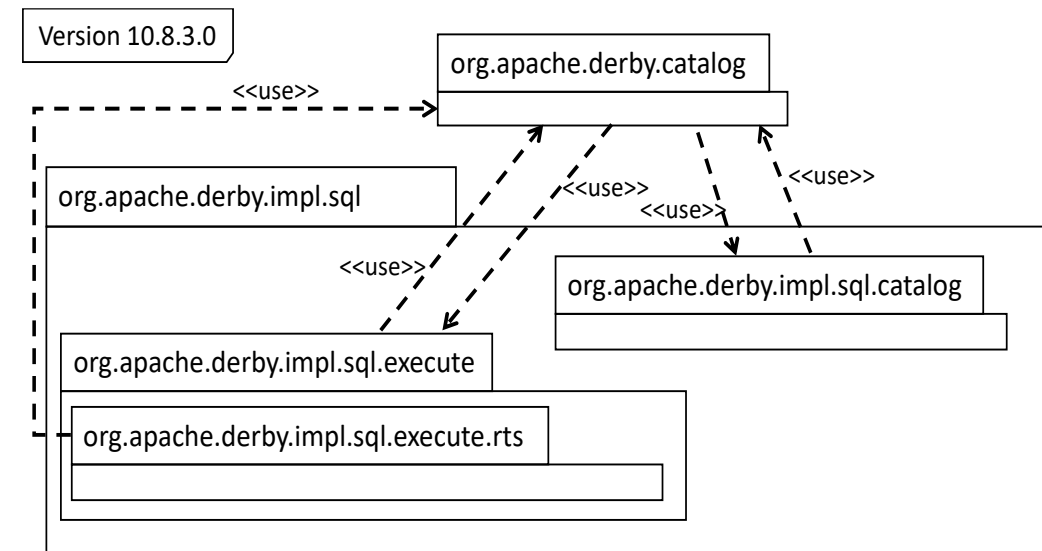 Version 10.8.3.0
org.apache.derby.catalog
<<use>>
org.apache.derby.impl.sql
<<use>>
<<use>>
<<use>>
<<use>>
org.apache.derby.impl.sql.catalog
org.apache.derby.impl.sql.execute
org.apache.derby.impl.sql.execute.rts